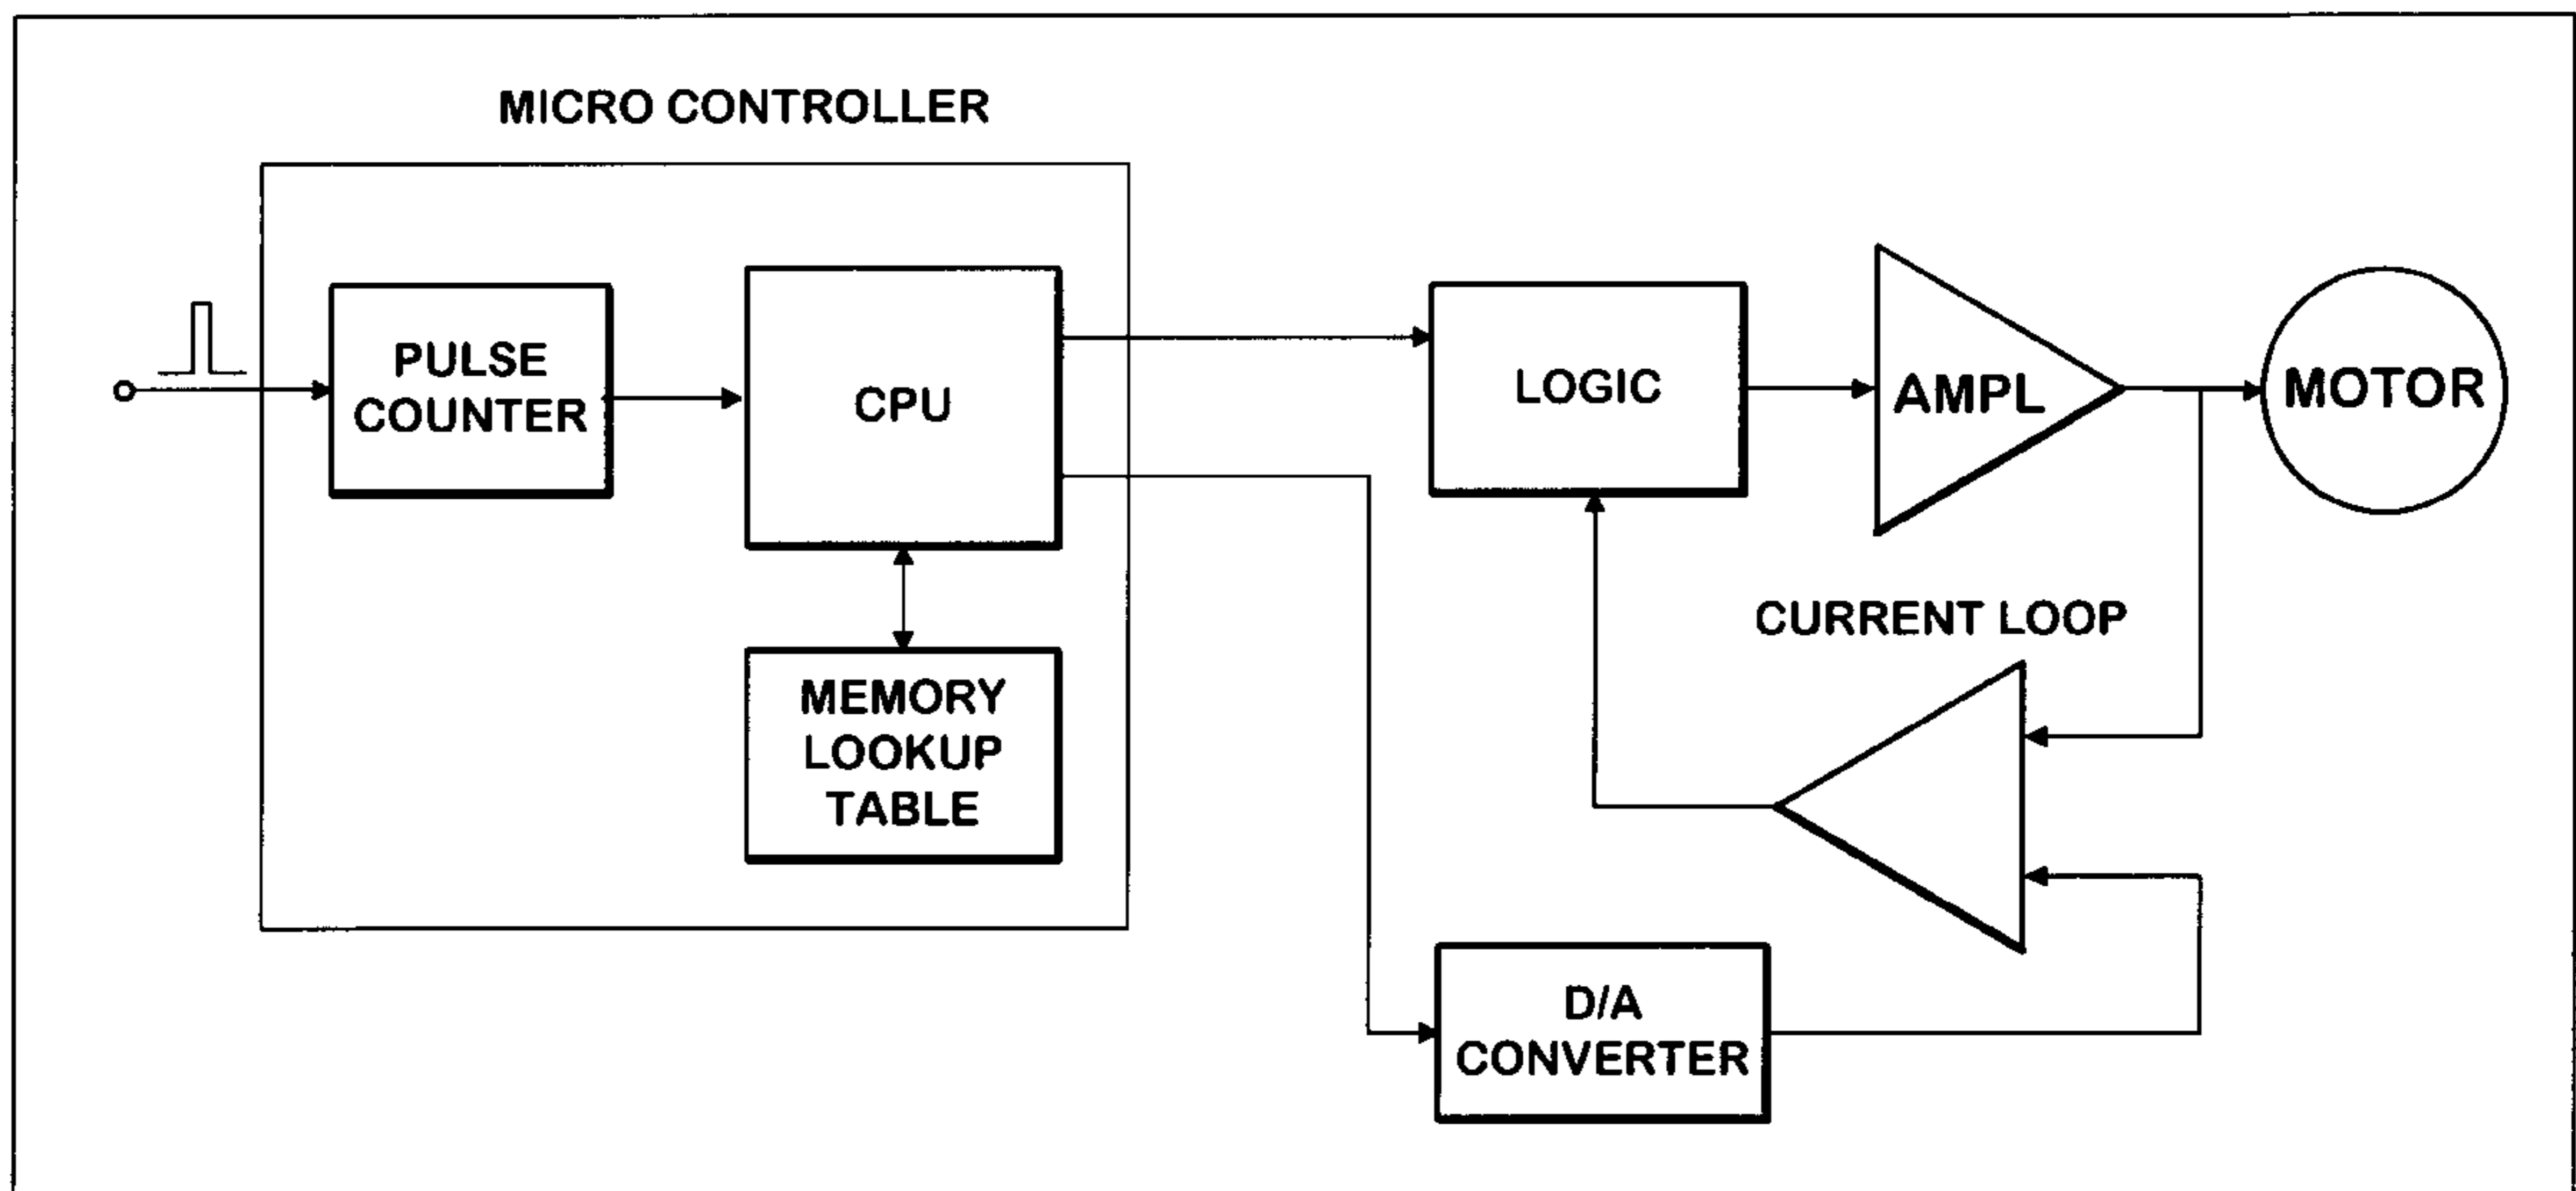 MICRO CONTROLLER
PULSE
COUNTER
CPU
MEMORY
LOOKUP
TABLE
LOGIC
AMPL
MOTOR
CURRENT LOOP
D/A
CONVERTER